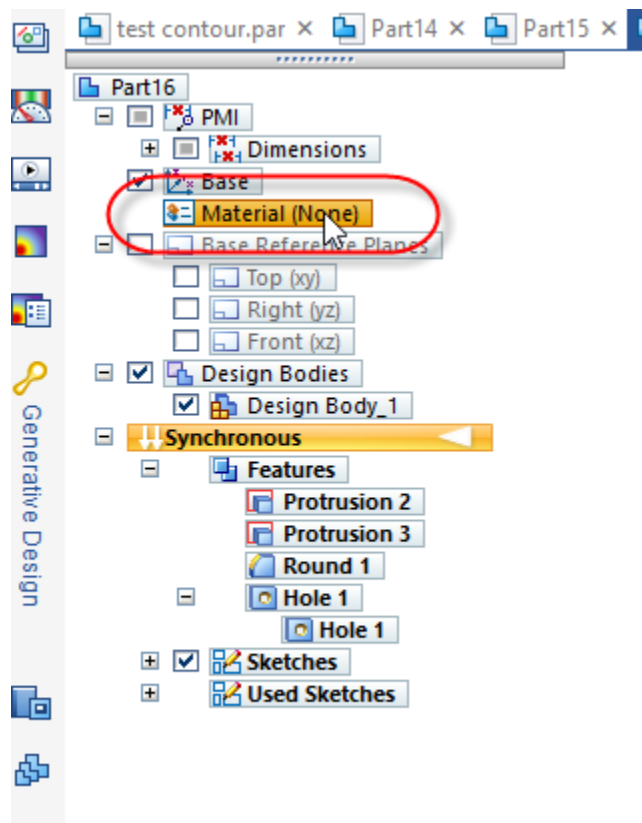 test contour.par × Part14 × Part15 ×
Part16
PMI
Dimensions
Base
Material (None)
Base Reference Planes
Top (xy)
Right (yz)
Front (xz)
Design Bodies
Design Body_1
Synchronous
Features
Protrusion 2
Protrusion 3
Round 1
Hole 1
Hole 1
Sketches
Used Sketches
Generative Design